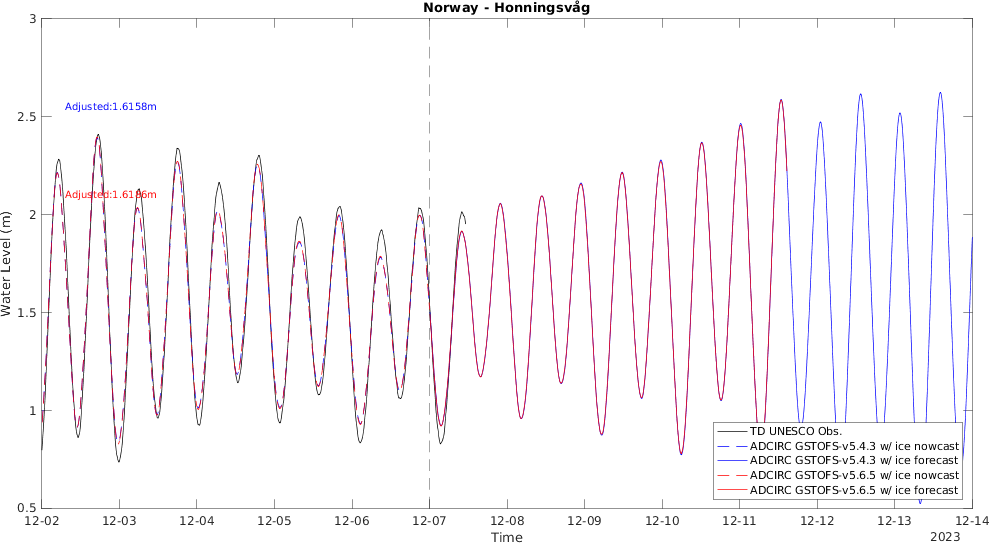 Norway - Honningsvåg
3
2.5
2
1.5
1
0.5
Water Level (m)
Adjusted:1.6158m
Adjusted:1.6186m
TD UNESCO Obs.
ADCIRC GSTOFS-v5.4.3 w/ ice nowcast
ADCIRC GSTOFS-v5.4.3 w/ ice forecast
ADCIRC GSTOFS-v5.6.5 w/ ice nowcast
ADCIRC GSTOFS-v5.6.5 w/ ice forecast
12-02 12-03 12-04 12-05 12-06 12-07 12-08 12-09 12-10 12-11 12-12 12-13 12-14
Time
2023